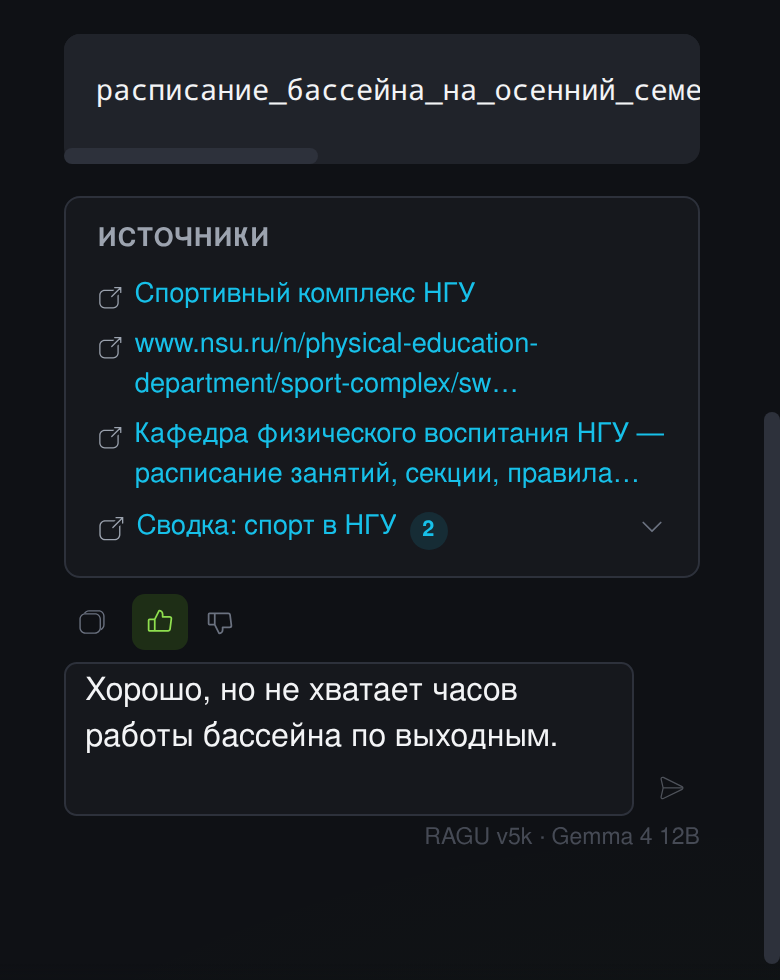 расписание_бассейна_на_осенний_семе
ИСТОЧНИКИ
Спортивный комплекс НГУ
www.nsu.ru/n/physical-education-
department/sport-complex/sw…
Кафедра физического воспитания НГУ —
расписание занятий, секции, правила…
Сводка: спорт в НГУ 2
Хорошо, но не хватает часов
работы бассейна по выходным.
RAGU v5k · Gemma 4 12B